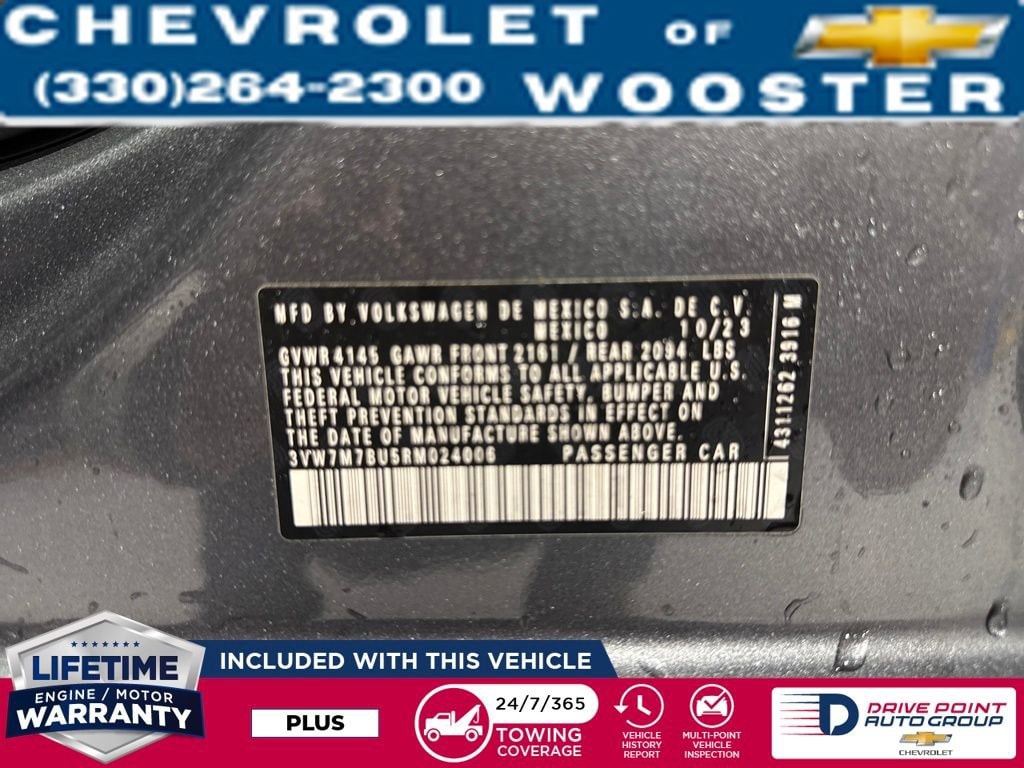 CHEVROLET OF
(330)264-2300 WOOSTER
MFD BY VOLKSWAGEN DE MEXICO S.A. DE C.V.
MEXICO 10/23
GVWR 4145 GAWR FRONT 2161 / REAR 2094 LBS
THIS VEHICLE CONFORMS TO ALL APPLICABLE U.S.
FEDERAL MOTOR VEHICLE SAFETY, BUMPER AND
THEFT PREVENTION STANDARDS IN EFFECT ON
THE DATE OF MANUFACTURE SHOWN ABOVE.
3VW7M7BU5RM024006 PASSENGER CAR
4311262 3916 M
LIFETIME
ENGINE / MOTOR
WARRANTY
INCLUDED WITH THIS VEHICLE
PLUS
24/7/365
TOWING
COVERAGE
VEHICLE
HISTORY
REPORT
MULTI-POINT
VEHICLE
INSPECTION
DRIVE POINT
AUTO GROUP
CHEVROLET